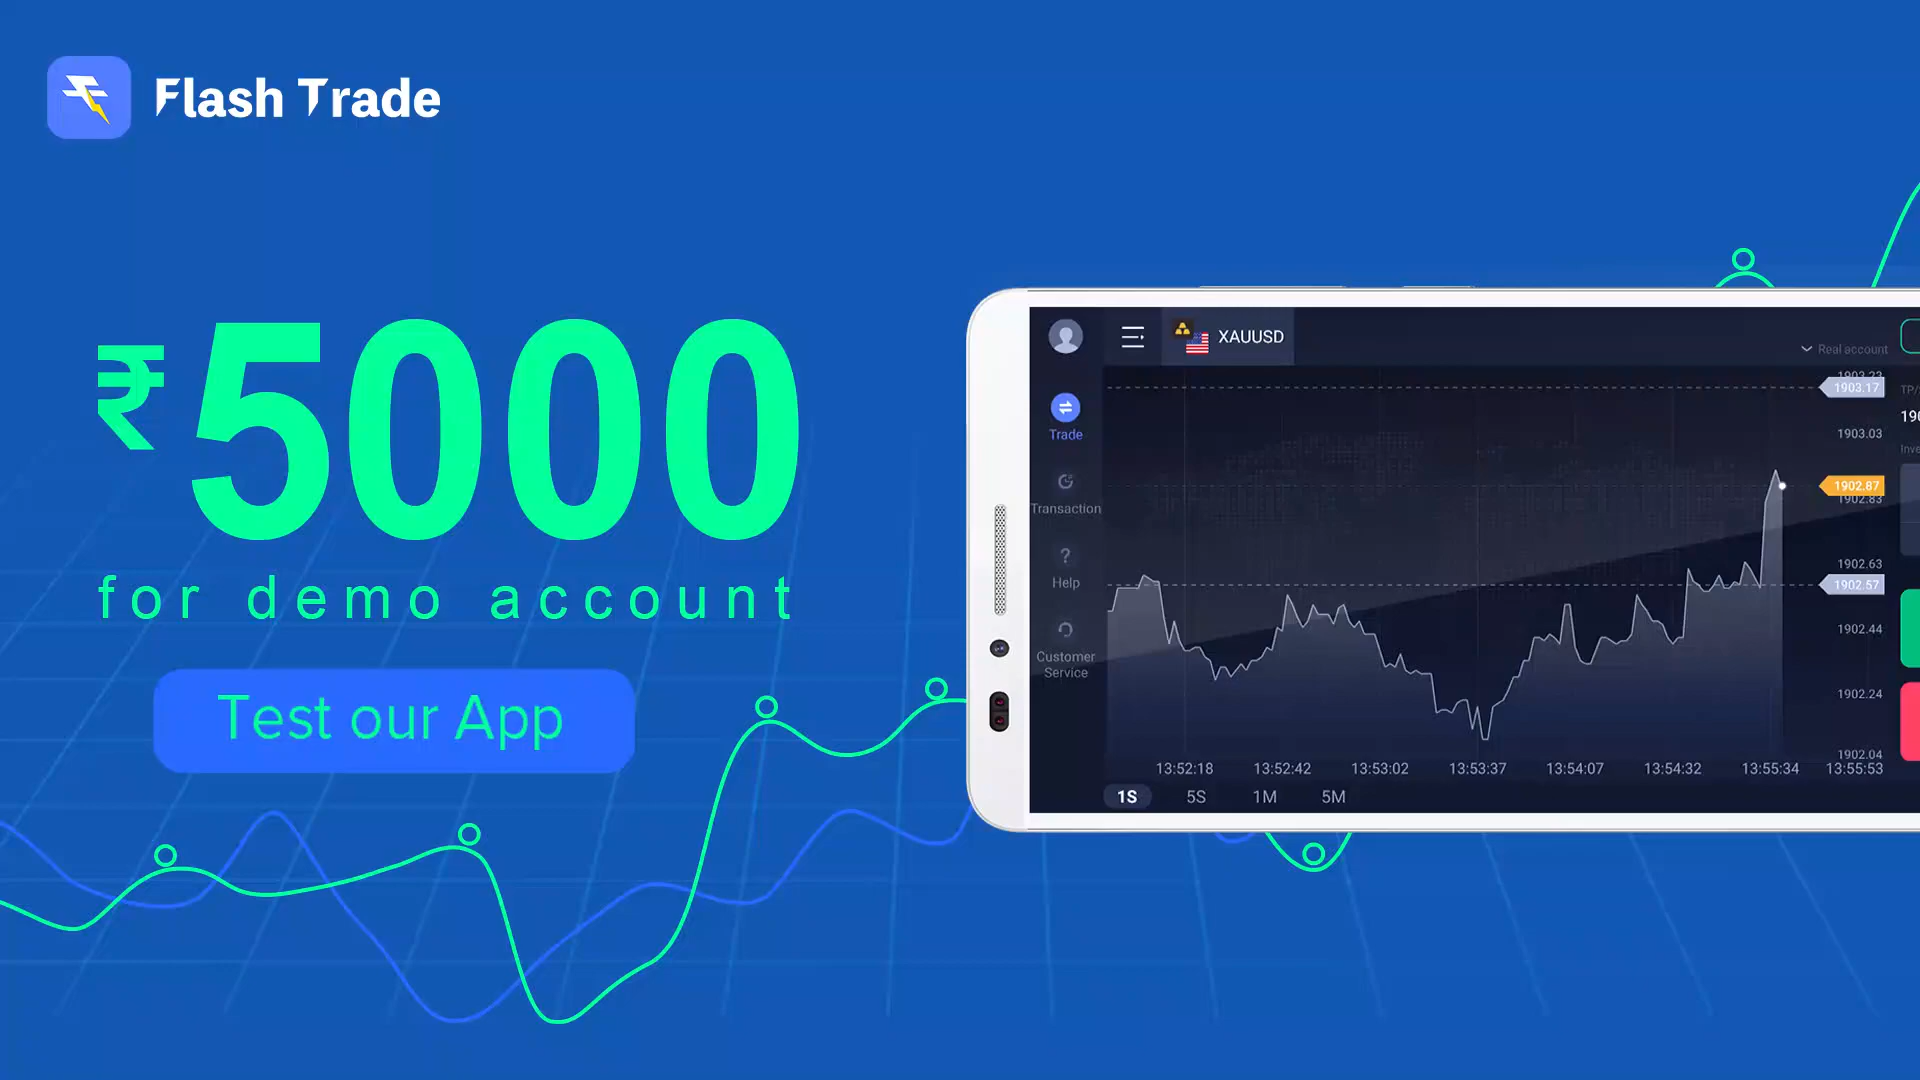 Flash Trade
₹5000
for demo account
Test our App
XAUUSD
Real account
Trade
Transaction
Help
Customer
Service
1903.23
1903.17
1903.03
1902.87
1902.83
1902.63
1902.57
1902.44
1902.24
1902.04
13:52:18 13:52:42 13:53:02 13:53:37 13:54:07 13:54:32 13:55:34 13:55:53
1S 5S 1M 5M